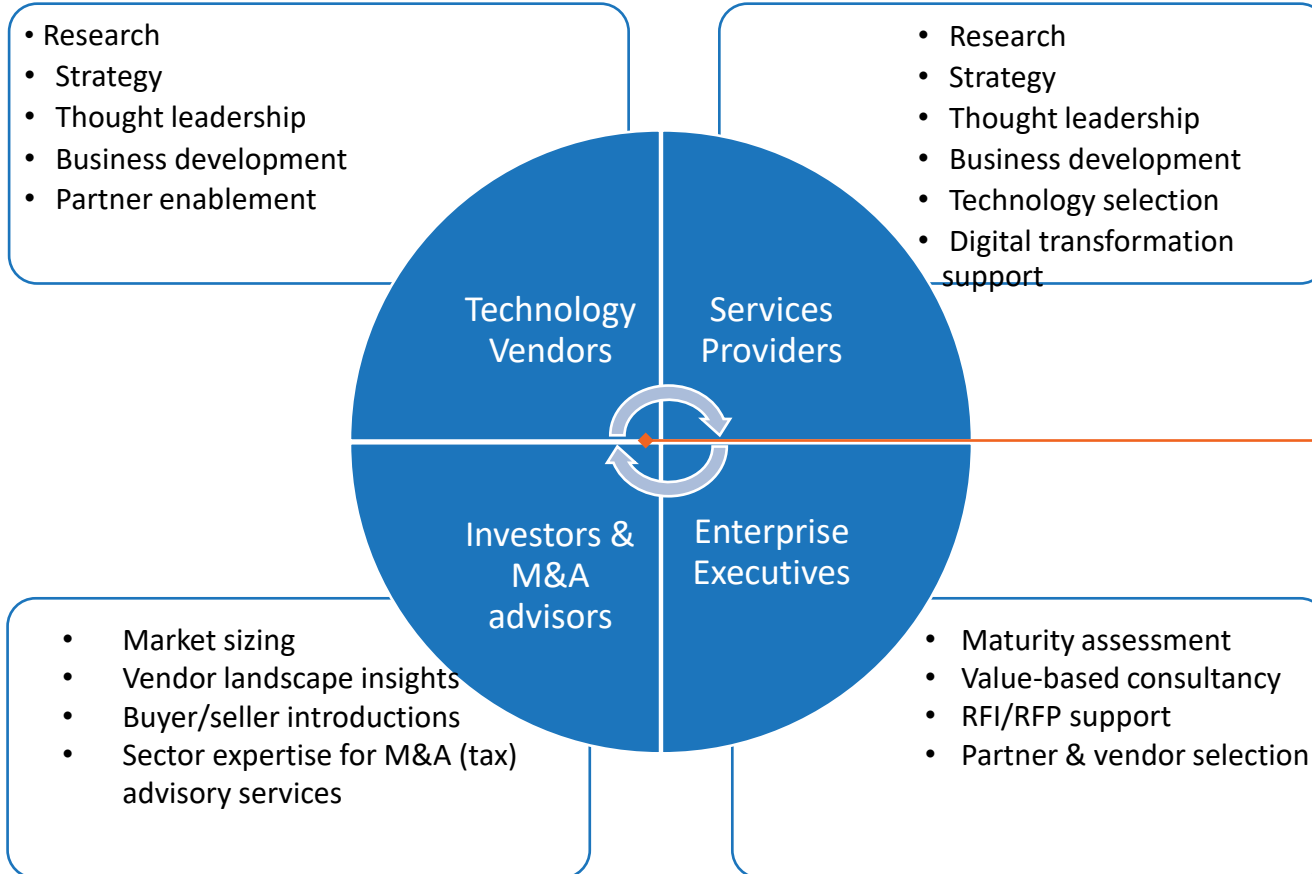 • Research
• Strategy
• Thought leadership
• Business development
• Partner enablement
• Research
• Strategy
• Thought leadership
• Business development
• Technology selection
• Digital transformation
support
Technology
Vendors
Services
Providers
Investors &
M&A
advisors
Enterprise
Executives
• Market sizing
• Vendor landscape insights
• Buyer/seller introductions
• Sector expertise for M&A (tax)
advisory services
• Maturity assessment
• Value-based consultancy
• RFI/RFP support
• Partner & vendor selection